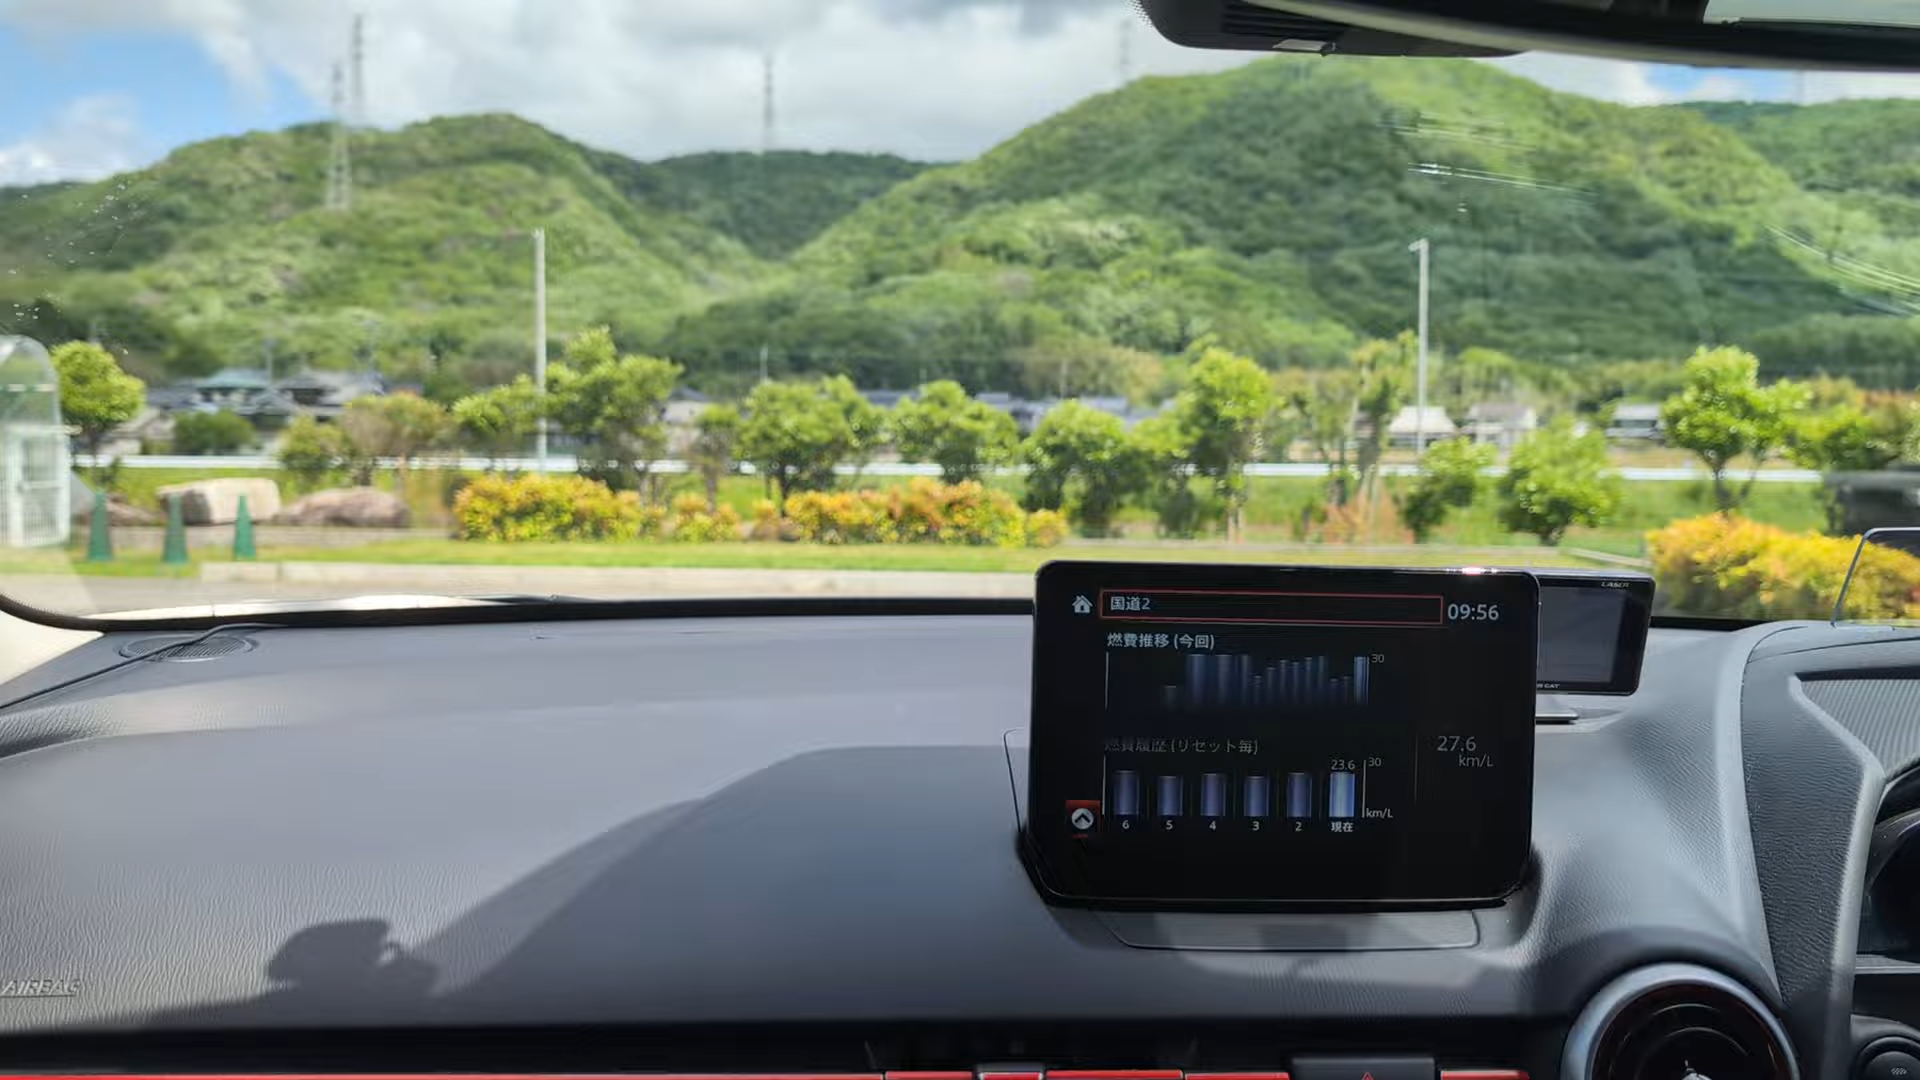 国道2
09:56
燃費推移 (今回)
30
燃費履歴 (リセット毎)
27.6
km/L
23.6
30
km/L
6 5 4 3 2 現在
LASER
AIRBAG